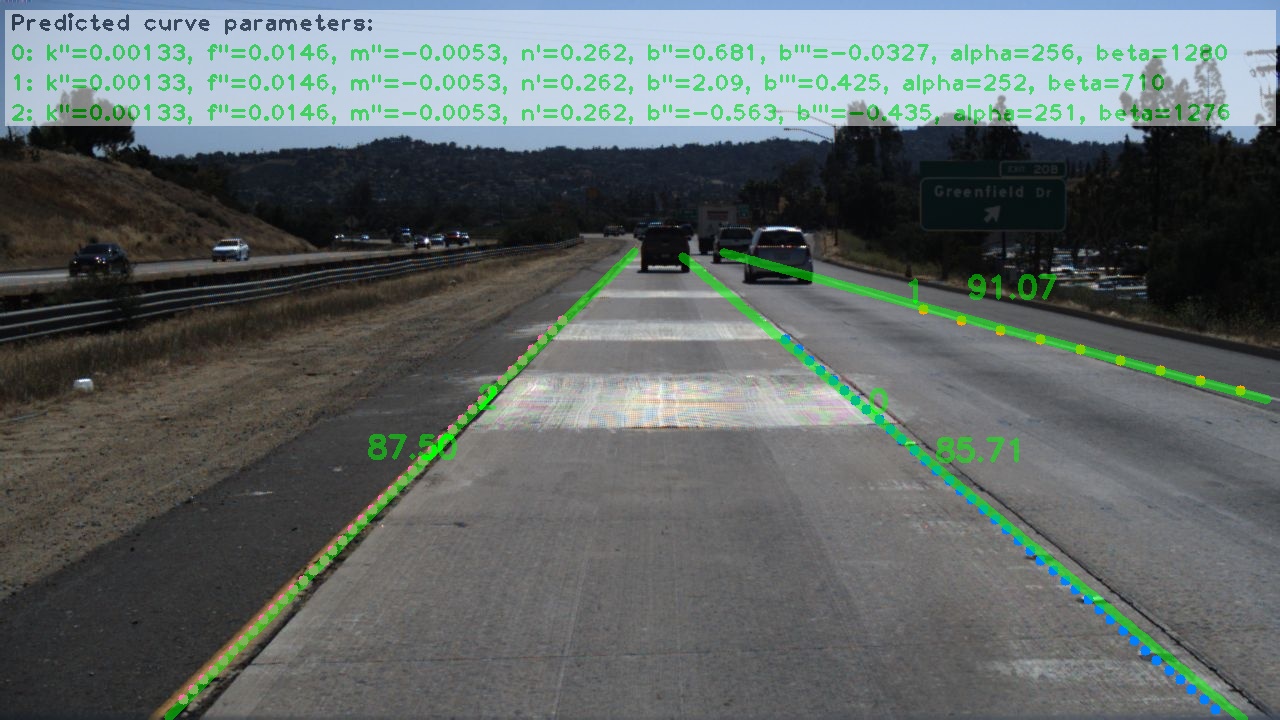 Predicted curve parameters:
0: k''=0.00133, f''=0.0146, m''=−0.0053, n'=0.262, b''=0.681, b'''=−0.0327, alpha=256, beta=1280
1: k''=0.00133, f''=0.0146, m''=−0.0053, n'=0.262, b''=2.09, b'''=0.425, alpha=252, beta=710
2: k''=0.00133, f''=0.0146, m''=−0.0053, n'=0.262, b''=−0.563, b'''=−0.435, alpha=251, beta=1276
EXIT 20B
Greenfield Dr
1 91.07
2 0
87.50 85.71